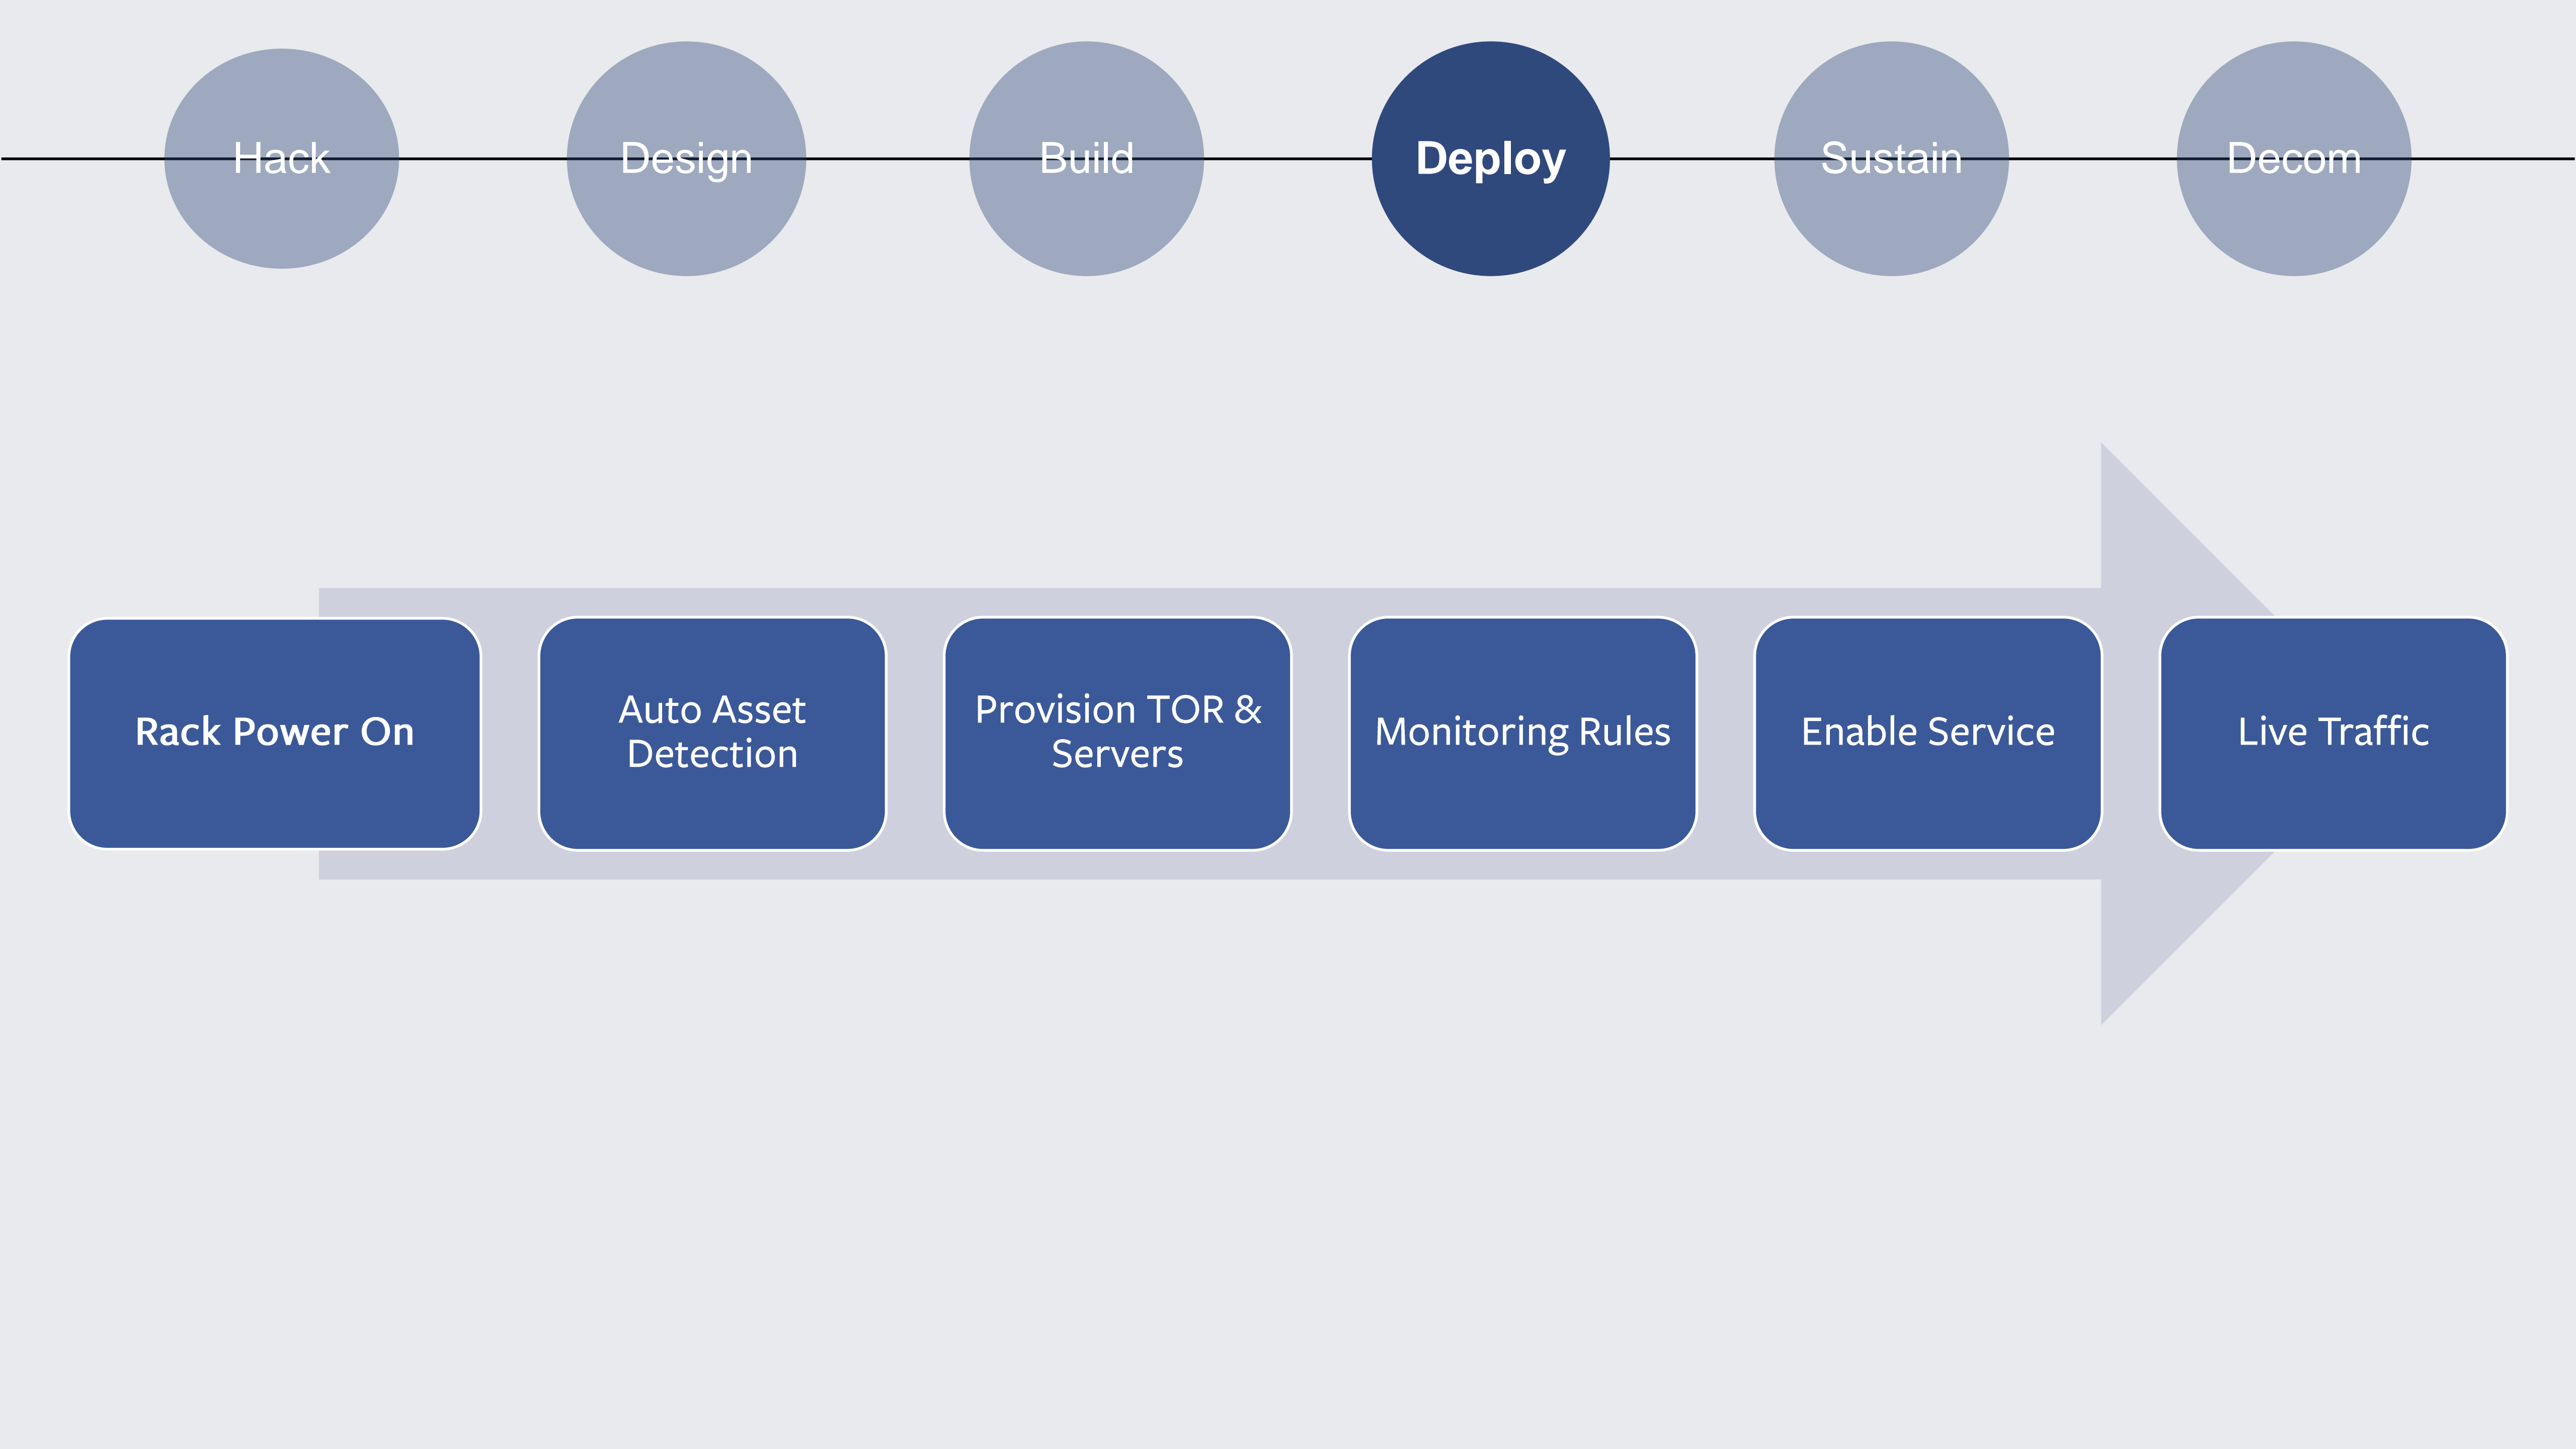 Hack
Design
Build
Deploy
Sustain
Decom
Rack Power On
Auto Asset
Detection
Provision TOR &
Servers
Monitoring Rules
Enable Service
Live Traffic